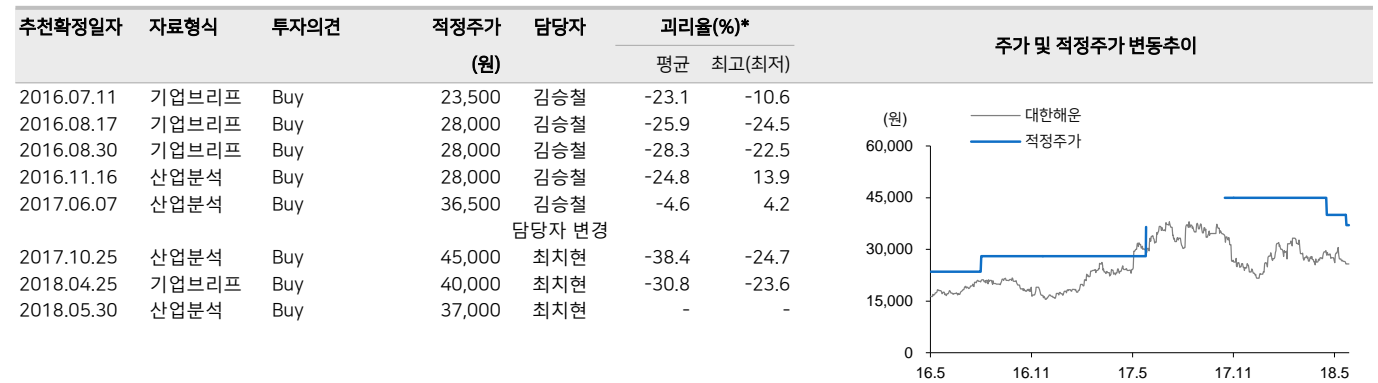 추천확정일자 자료형식 투자의견 적정주가 담당자 괴리율(%)* 주가 및 적정주가 변동추이
(원) 평균 최고(최저)
2016.07.11 기업브리프 Buy 23,500 김승철 -23.1 -10.6
2016.08.17 기업브리프 Buy 28,000 김승철 -25.9 -24.5
2016.08.30 기업브리프 Buy 28,000 김승철 -28.3 -22.5
2016.11.16 산업분석 Buy 28,000 김승철 -24.8 13.9
2017.06.07 산업분석 Buy 36,500 김승철 -4.6 4.2
담당자 변경
2017.10.25 산업분석 Buy 45,000 최치현 -38.4 -24.7
2018.04.25 기업브리프 Buy 40,000 최치현 -30.8 -23.6
2018.05.30 산업분석 Buy 37,000 최치현 - -
(원)
대한해운
적정주가
60,000
45,000
30,000
15,000
0
16.5 16.11 17.5 17.11 18.5